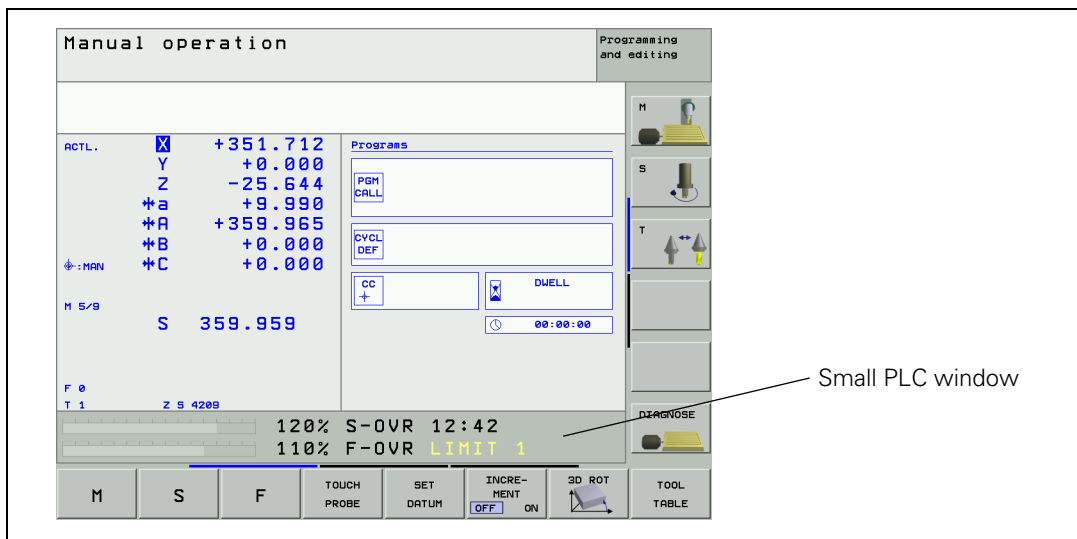 Manual operation
Programming
and editing
ACTL. X +351.712
Y +0.000
Z -25.644
a +9.990
A +359.965
B +0.000
:MAN C +0.000
M 5/9
S 359.959
F 0
T 1 Z S 4209
Programs
PGM
CALL
CYCL
DEF
CC
DWELL
00:00:00
120% S-OVR 12:42
110% F-OVR LIMIT 1
M
S
T
DIAGNOSE
Small PLC window
M
S
F
TOUCH
PROBE
SET
DATUM
INCRE-
MENT
OFF ON
3D ROT
TOOL
TABLE